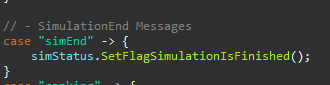 }
// - SimulationEnd Messages
case "simEnd" -> {
simStatus.SetFlagSimulationIsFinished();
}